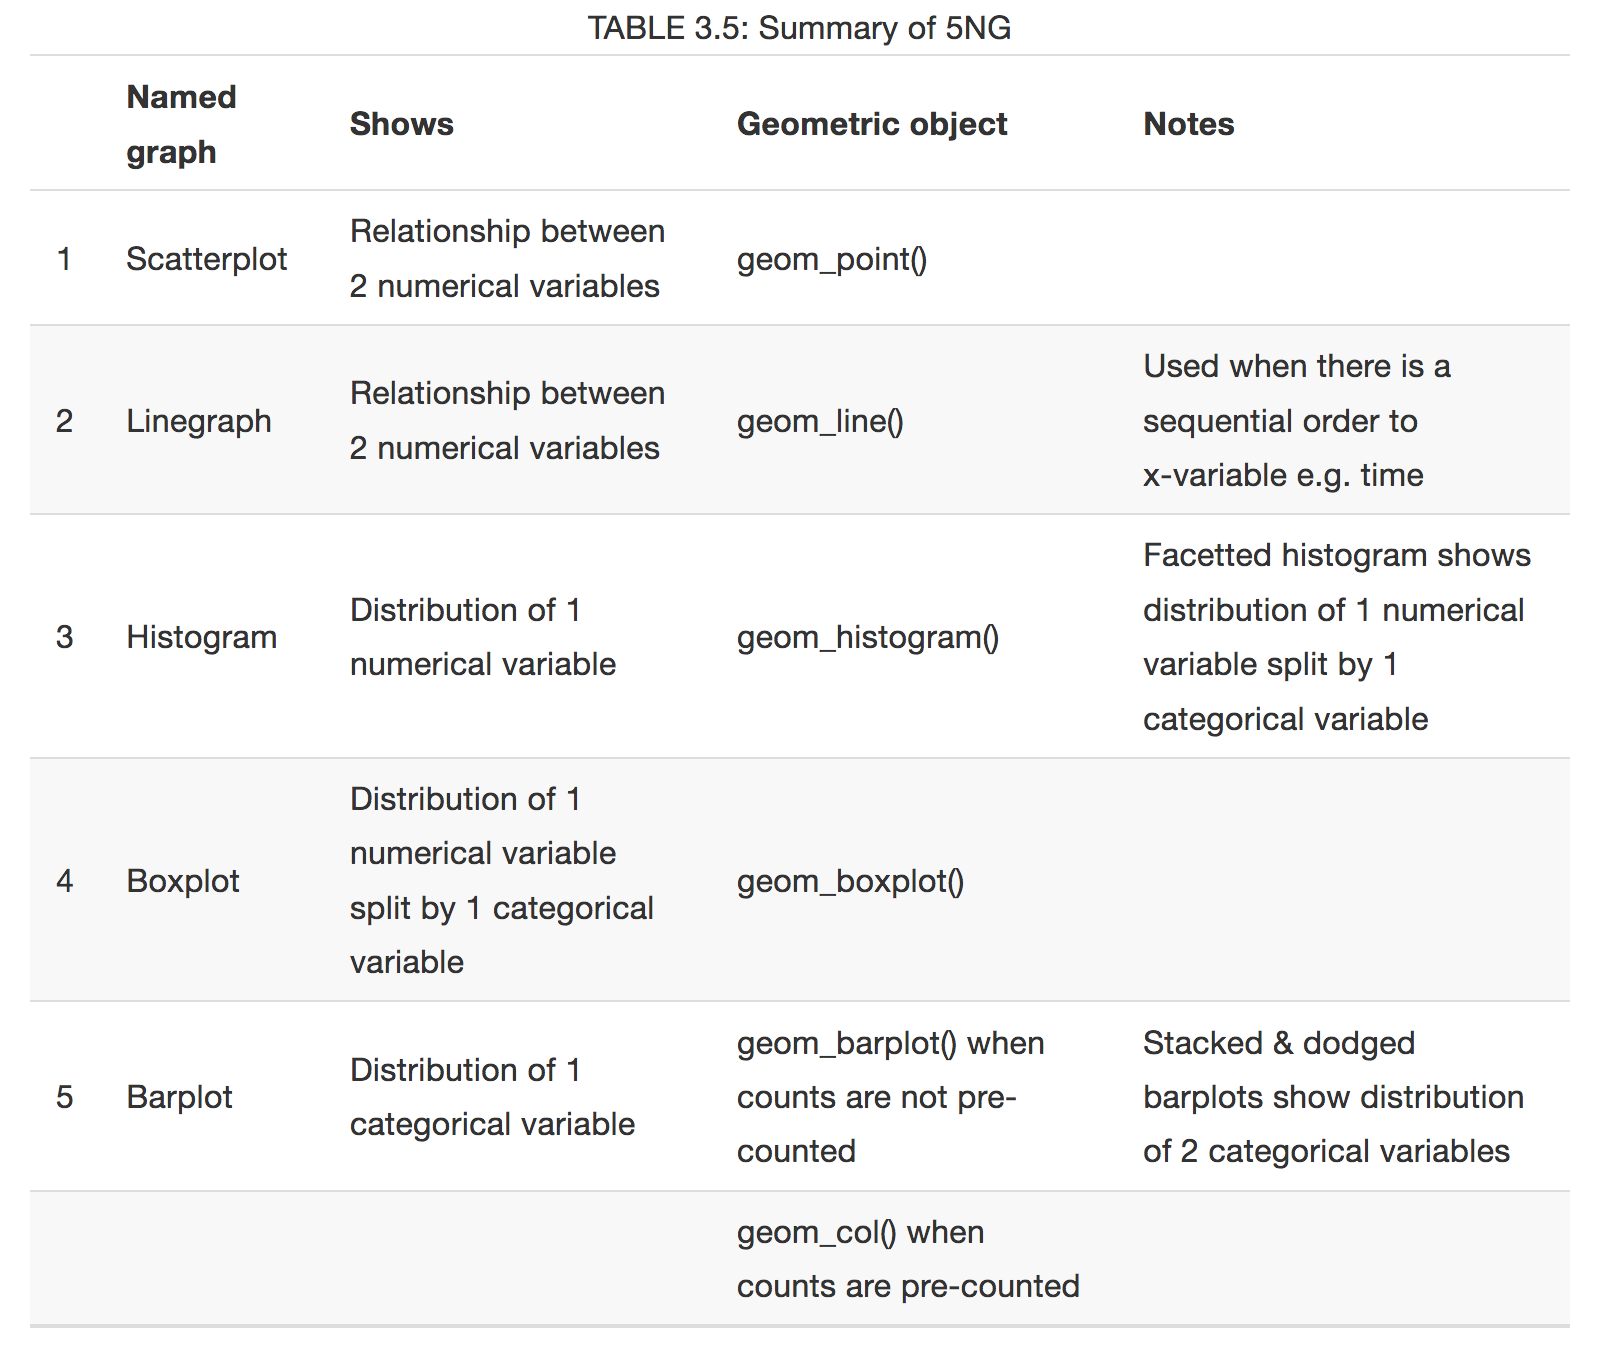 TABLE 3.5: Summary of 5NG
Named
graph
Shows
Geometric object
Notes
1
Scatterplot
Relationship between
2 numerical variables
geom_point()
2
Linegraph
Relationship between
2 numerical variables
geom_line()
Used when there is a
sequential order to
x-variable e.g. time
3
Histogram
Distribution of 1
numerical variable
geom_histogram()
Facetted histogram shows
distribution of 1 numerical
variable split by 1
categorical variable
4
Boxplot
Distribution of 1
numerical variable
split by 1 categorical
variable
geom_boxplot()
5
Barplot
Distribution of 1
categorical variable
geom_barplot() when
counts are not pre-
counted
Stacked & dodged
barplots show distribution
of 2 categorical variables
geom_col() when
counts are pre-counted